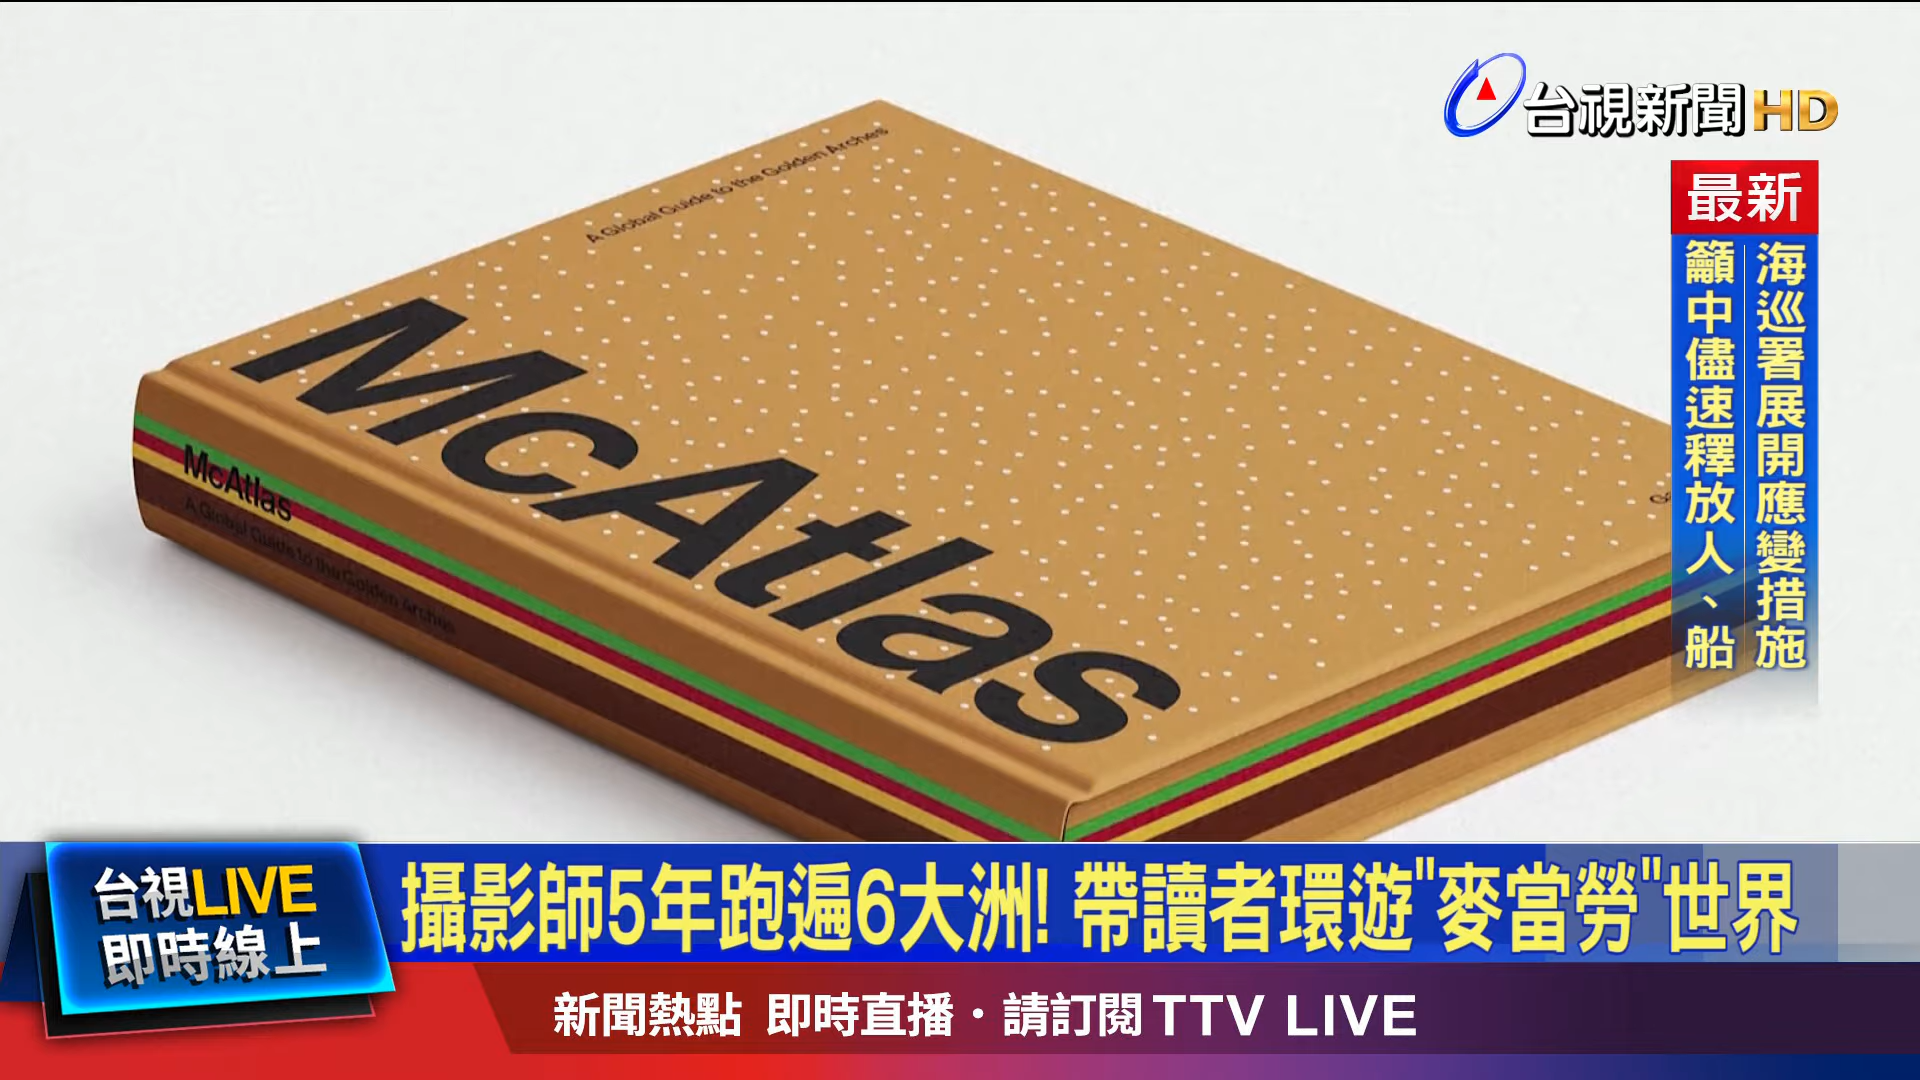 台視新聞HD
最新
海巡署展開應變措施
籲中儘速釋放人、船
A Global Guide to the Golden Arches
McAtlas
McAtlas
A Global Guide to the Golden Arches
台視LIVE
即時線上
攝影師5年跑遍6大洲! 帶讀者環遊"麥當勞"世界
新聞熱點 即時直播・請訂閱TTV LIVE